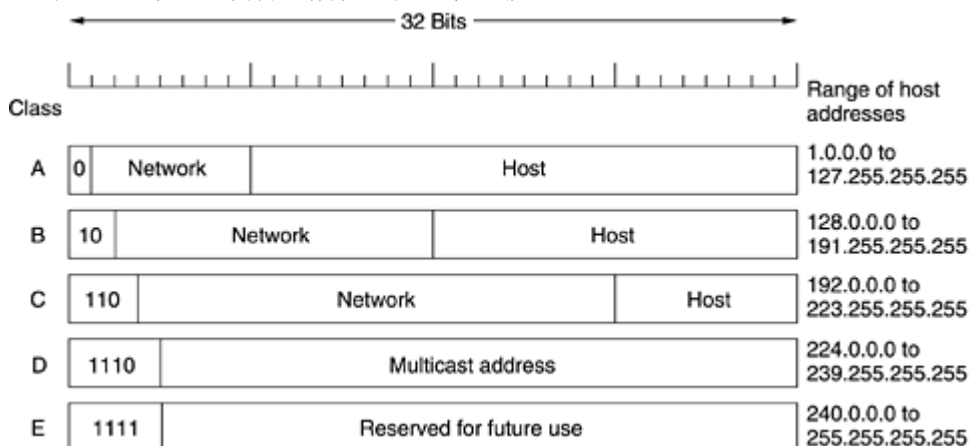 32 Bits
Class
Range of host
addresses
A 0 Network Host 1.0.0.0 to
127.255.255.255
B 10 Network Host 128.0.0.0 to
191.255.255.255
C 110 Network Host 192.0.0.0 to
223.255.255.255
D 1110 Multicast address 224.0.0.0 to
239.255.255.255
E 1111 Reserved for future use 240.0.0.0 to
255.255.255.255